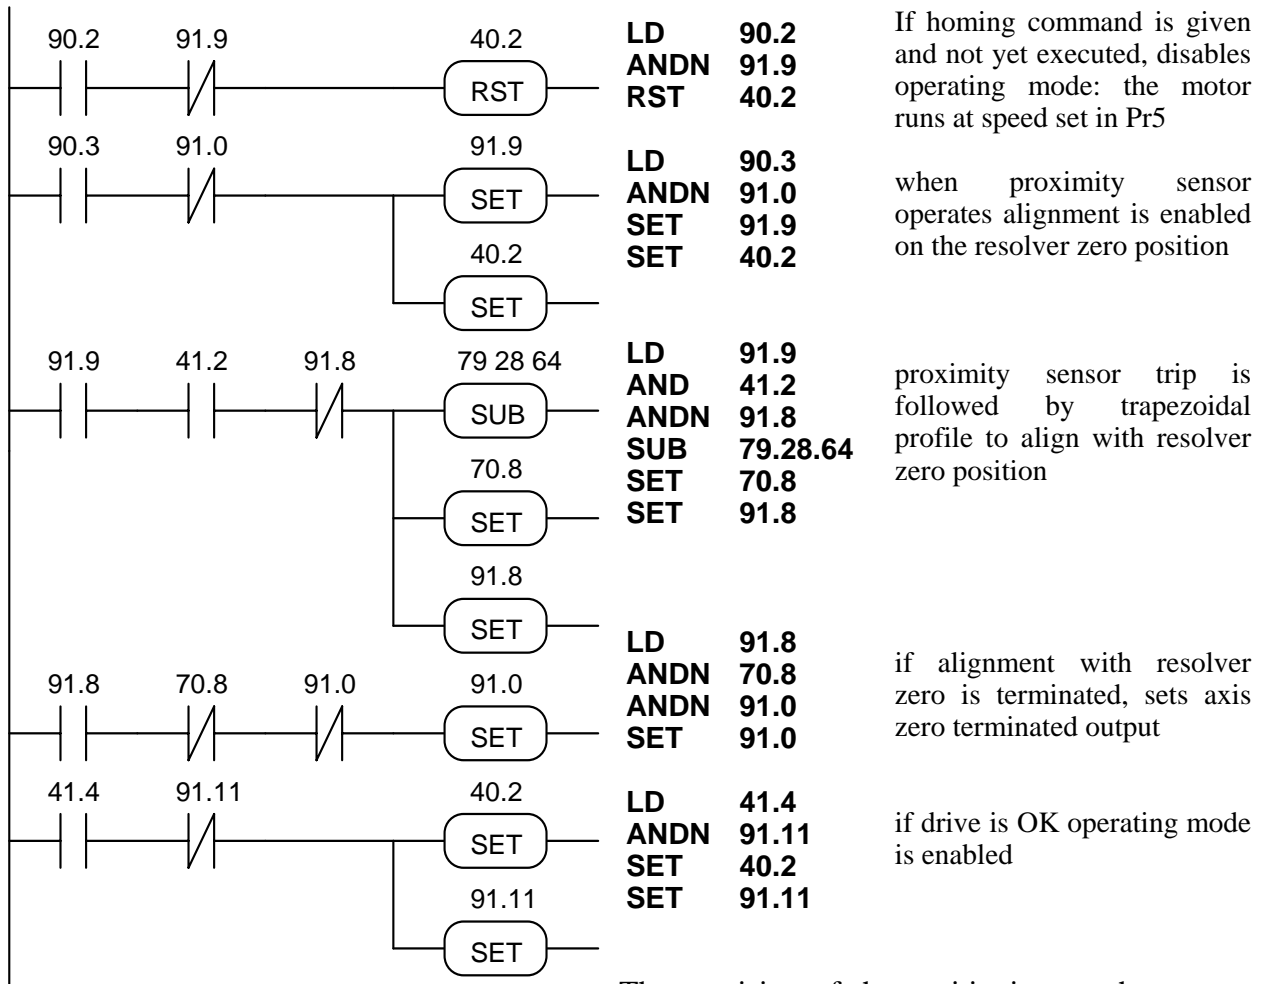 90.2 91.9 40.2
RST
LD 90.2
ANDN 91.9
RST 40.2
If homing command is given
and not yet executed, disables
operating mode: the motor
runs at speed set in Pr5
90.3 91.0 91.9
SET
40.2
SET
LD 90.3
ANDN 91.0
SET 91.9
SET 40.2
when proximity sensor
operates alignment is enabled
on the resolver zero position
91.9 41.2 91.8 79 28 64
SUB
70.8
SET
91.8
SET
LD 91.9
AND 41.2
ANDN 91.8
SUB 79.28.64
SET 70.8
SET 91.8
proximity sensor trip is
followed by trapezoidal
profile to align with resolver
zero position
91.8 70.8 91.0 91.0
SET
LD 91.8
ANDN 70.8
ANDN 91.0
SET 91.0
if alignment with resolver
zero is terminated, sets axis
zero terminated output
41.4 91.11 40.2
SET
91.11
SET
LD 41.4
ANDN 91.11
SET 40.2
SET 91.11
if drive is OK operating mode
is enabled